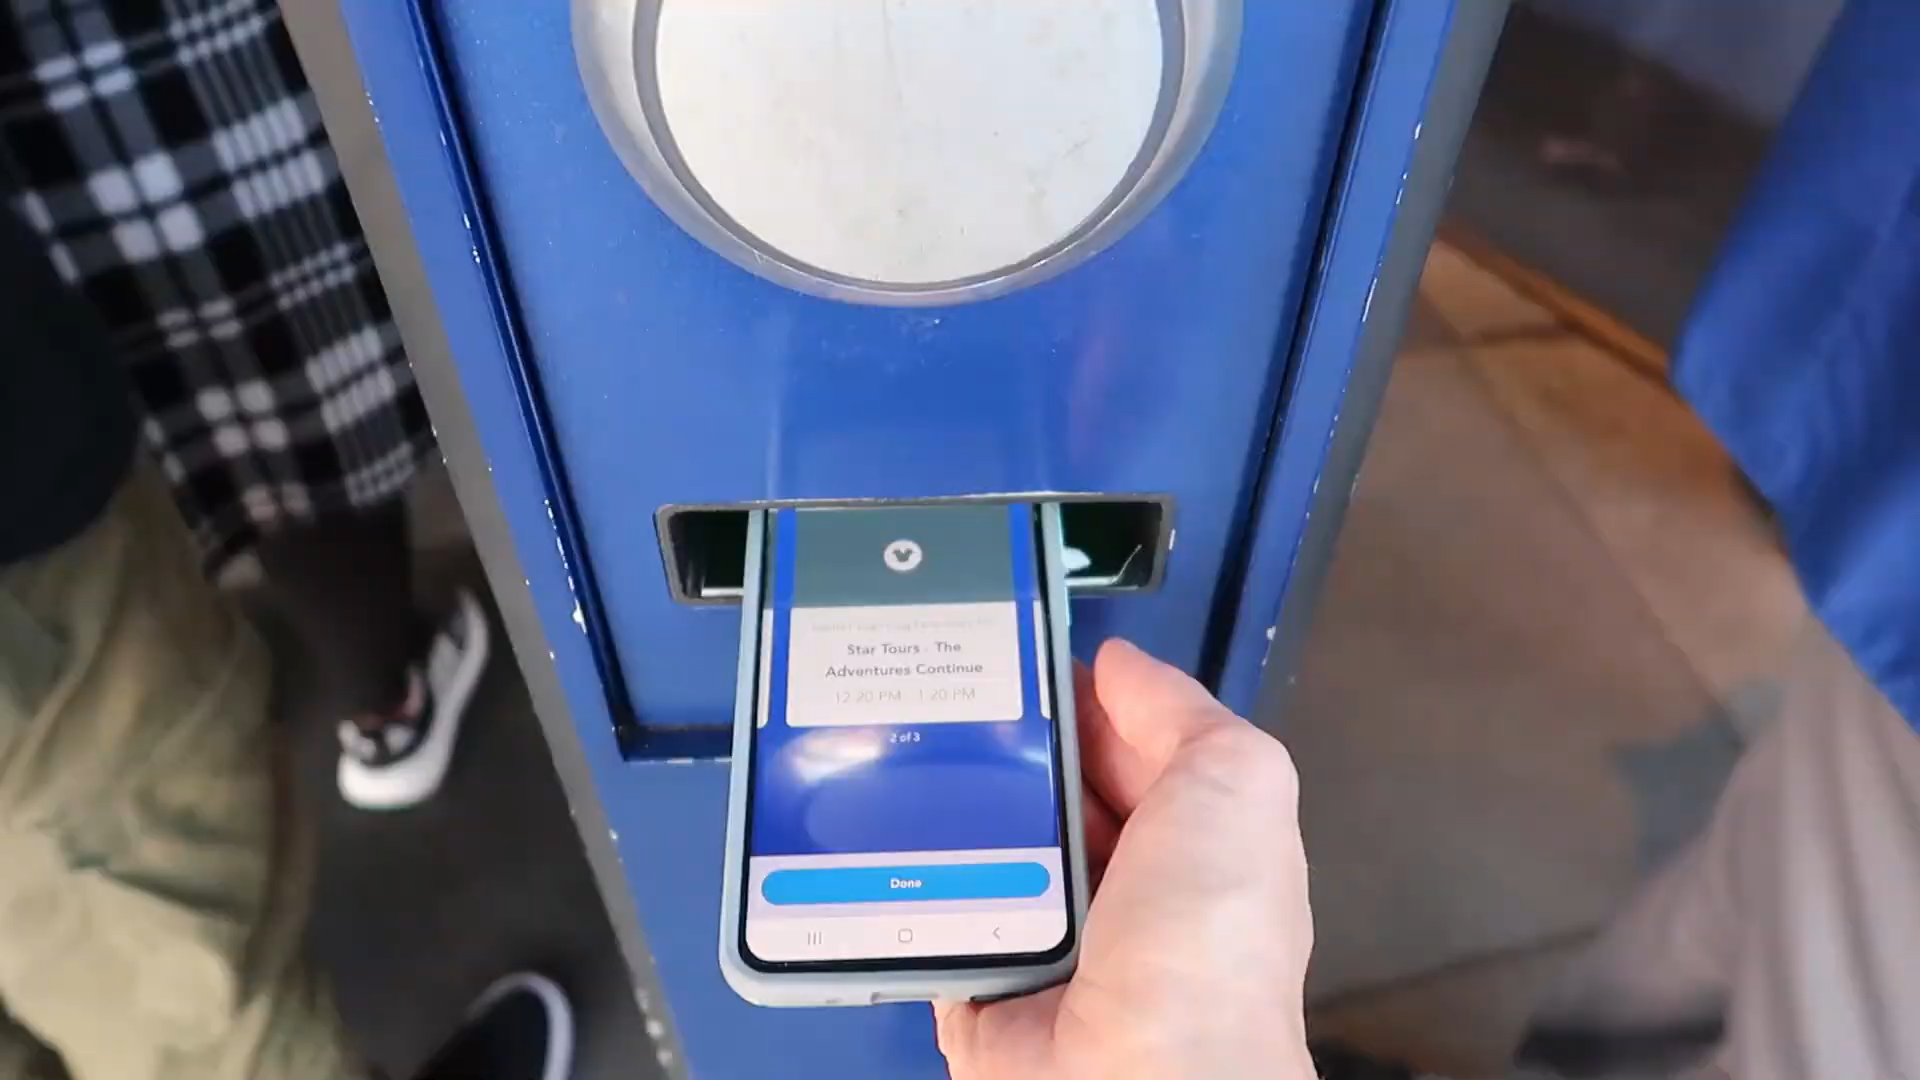 Star Tours - The
Adventures Continue
12:20 PM - 1:20 PM
2 of 3
Done